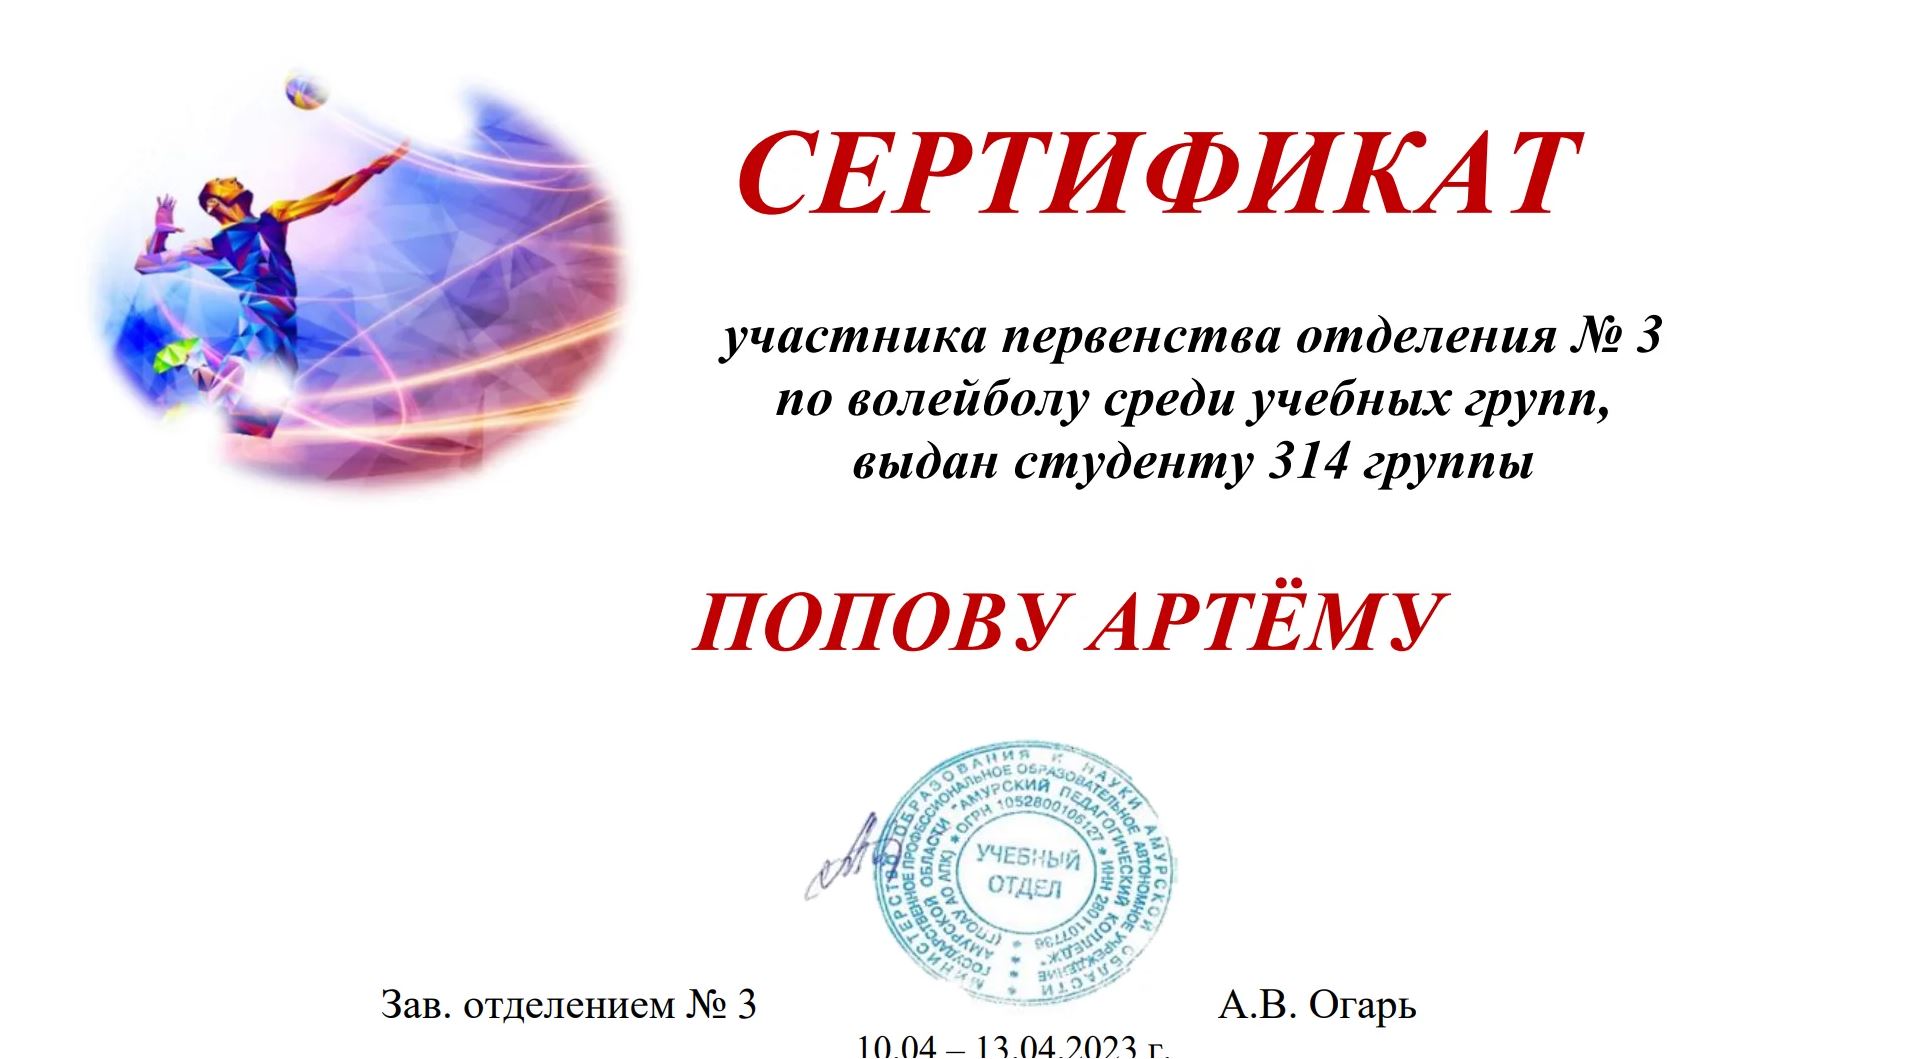 СЕРТИФИКАТ
участника первенства отделения № 3
по волейболу среди учебных групп,
выдан студенту 314 группы
ПОПОВУ АРТЁМУ
МИНИСТЕРСТВО ОБРАЗОВАНИЯ И НАУКИ АМУРСКОЙ ОБЛАСТИ
ГОСУДАРСТВЕННОЕ ПРОФЕССИОНАЛЬНОЕ ОБРАЗОВАТЕЛЬНОЕ АВТОНОМНОЕ УЧРЕЖДЕНИЕ
АМУРСКОЙ ОБЛАСТИ "АМУРСКИЙ ПЕДАГОГИЧЕСКИЙ КОЛЛЕДЖ"
(ГПОАУ АО АПК) * ОГРН 1052800106127 * ИНН 2801107736
УЧЕБНЫЙ
ОТДЕЛ
Зав. отделением № 3
А.В. Огарь
10.04 – 13.04.2023 г.